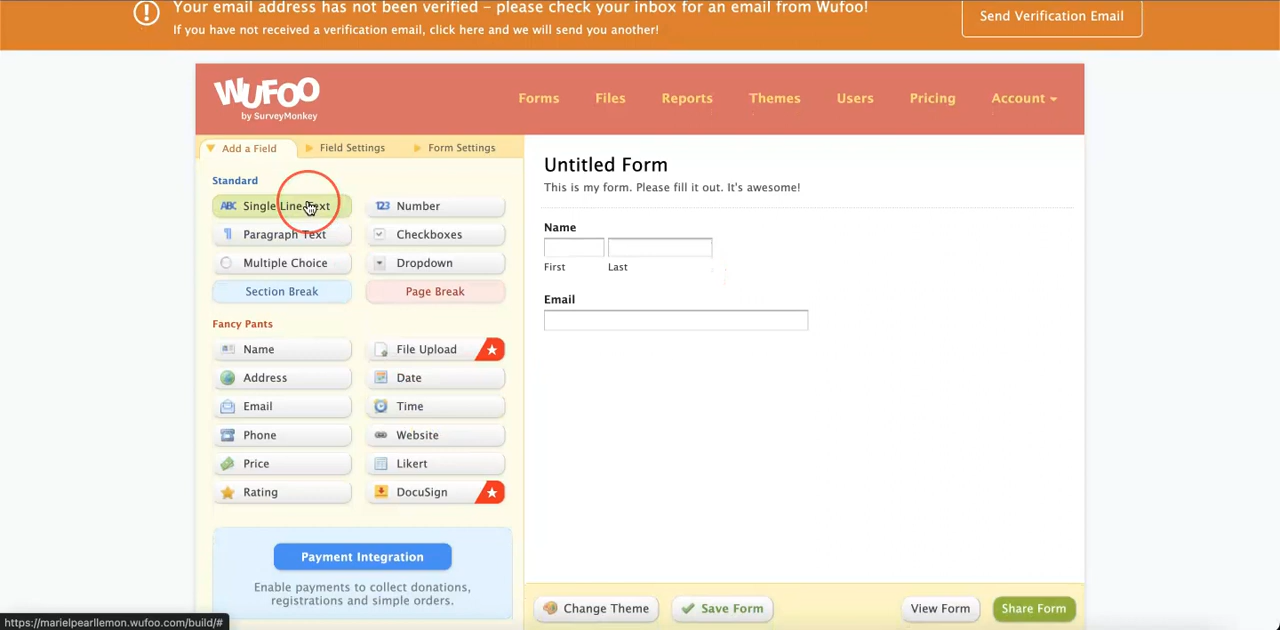 Your email address has not been verified – please check your inbox for an email from Wufoo!
If you have not received a verification email, click here and we will send you another!
Send Verification Email
WUFOO
by SurveyMonkey
Forms
Files
Reports
Themes
Users
Pricing
Account
Add a Field
Field Settings
Form Settings
Standard
ABC Single Line Text
123 Number
Paragraph Text
Checkboxes
Multiple Choice
Dropdown
Section Break
Page Break
Fancy Pants
Name
File Upload
Address
Date
Email
Time
Phone
Website
Price
Likert
Rating
DocuSign
Payment Integration
Enable payments to collect donations,
registrations and simple orders.
Untitled Form
This is my form. Please fill it out. It's awesome!
Name
First
Last
Email
Change Theme
Save Form
View Form
Share Form
https://marielpearllemon.wufoo.com/build/#